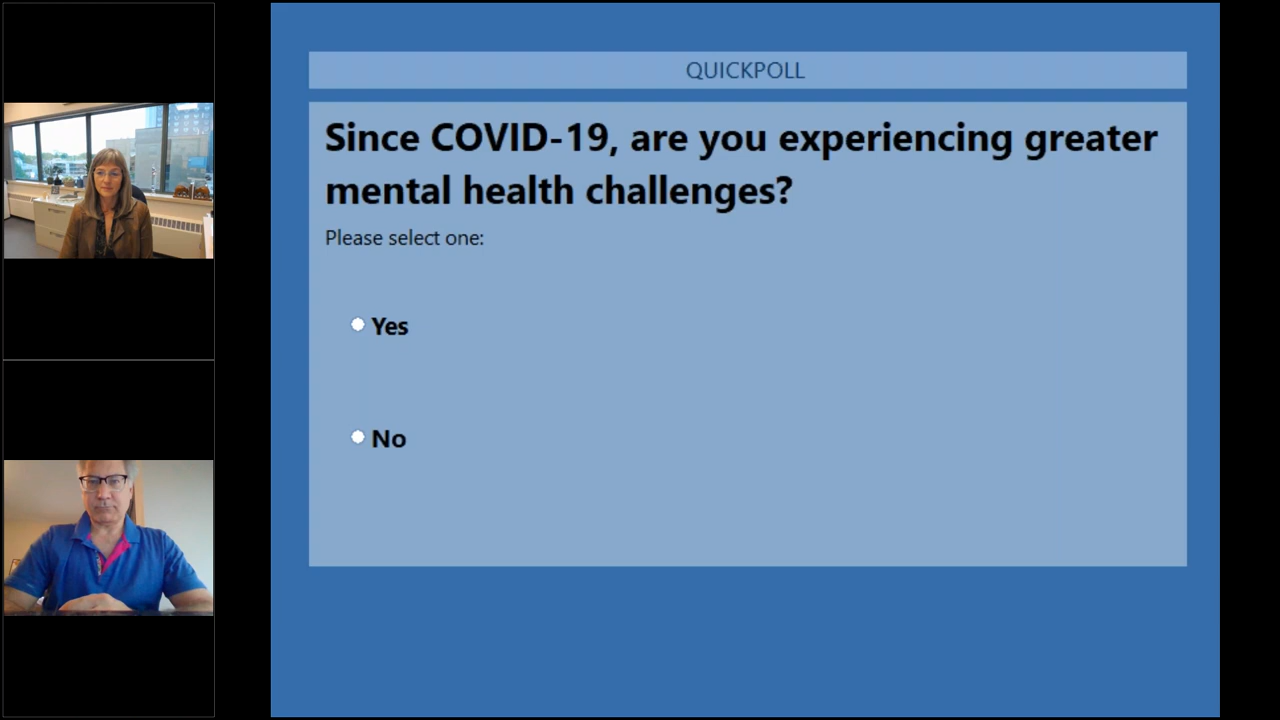 QUICKPOLL
Since COVID-19, are you experiencing greater
mental health challenges?
Please select one:
Yes
No